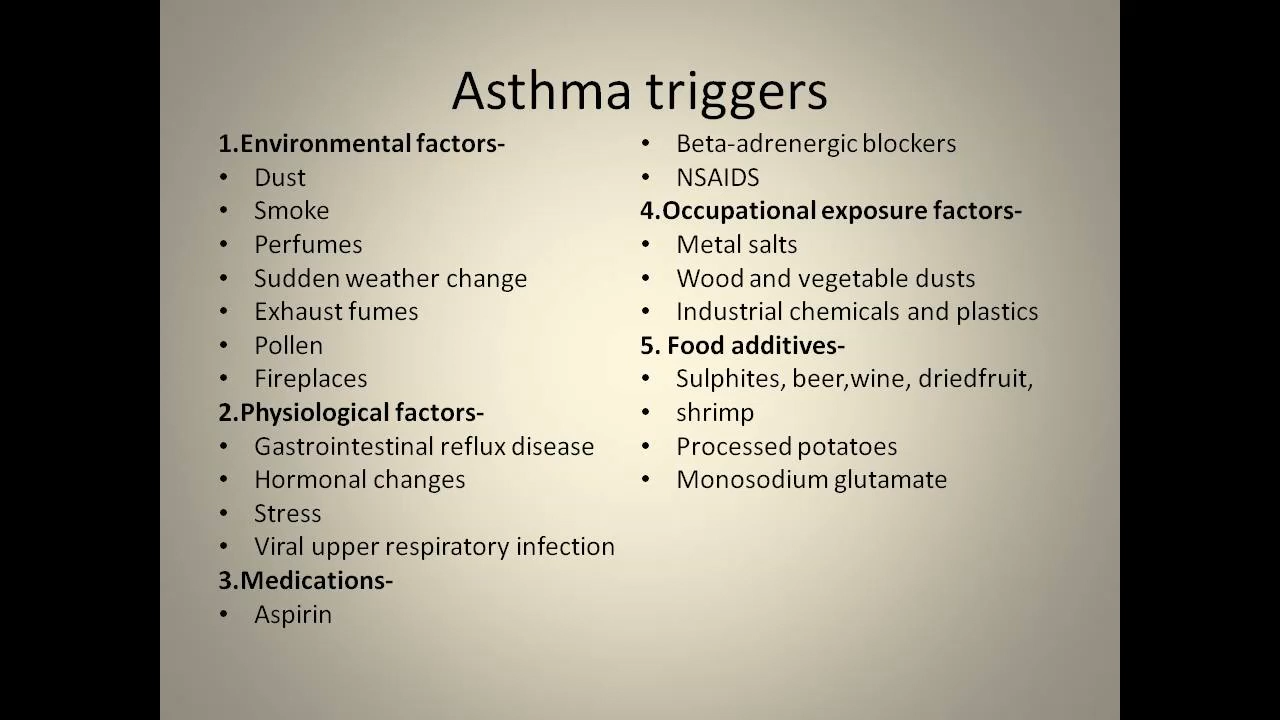 Asthma triggers
1.Environmental factors-
• Dust
• Smoke
• Perfumes
• Sudden weather change
• Exhaust fumes
• Pollen
• Fireplaces
2.Physiological factors-
• Gastrointestinal reflux disease
• Hormonal changes
• Stress
• Viral upper respiratory infection
3.Medications-
• Aspirin
• Beta-adrenergic blockers
• NSAIDS
4.Occupational exposure factors-
• Metal salts
• Wood and vegetable dusts
• Industrial chemicals and plastics
5. Food additives-
• Sulphites, beer,wine, driedfruit,
• shrimp
• Processed potatoes
• Monosodium glutamate